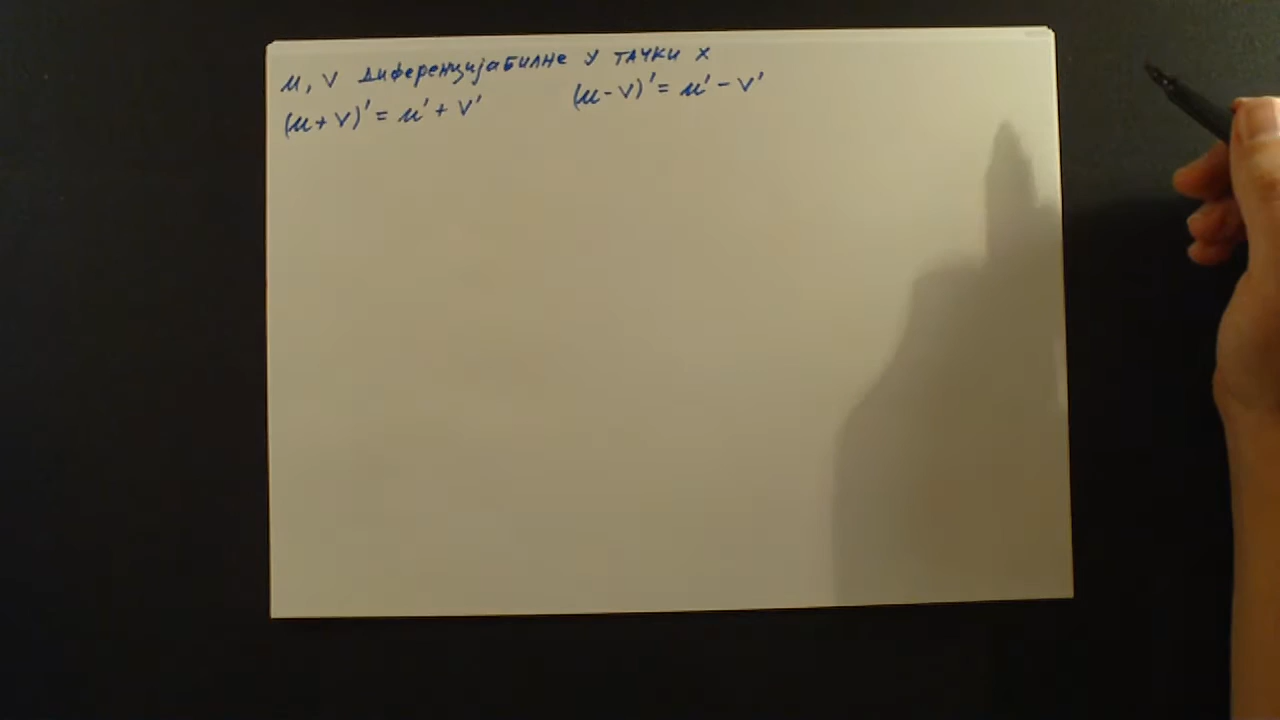 u, v диференцијабилне у тачки x
(u + v)' = u' + v' (u - v)' = u' - v'